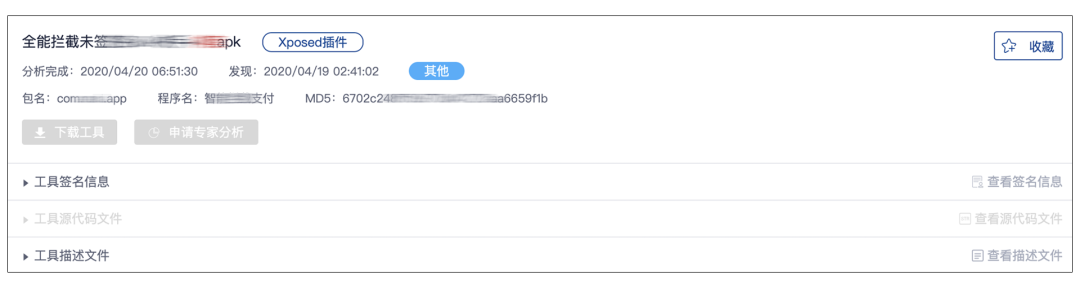 全能拦截未签 apk Xposed插件 收藏
分析完成：2020/04/20 06:51:30 发现：2020/04/19 02:41:02 其他
包名：com app 程序名：智 支付 MD5：6702c248 a6659f1b
下载工具 申请专家分析
工具签名信息 查看签名信息
工具源代码文件 查看源代码文件
工具描述文件 查看描述文件